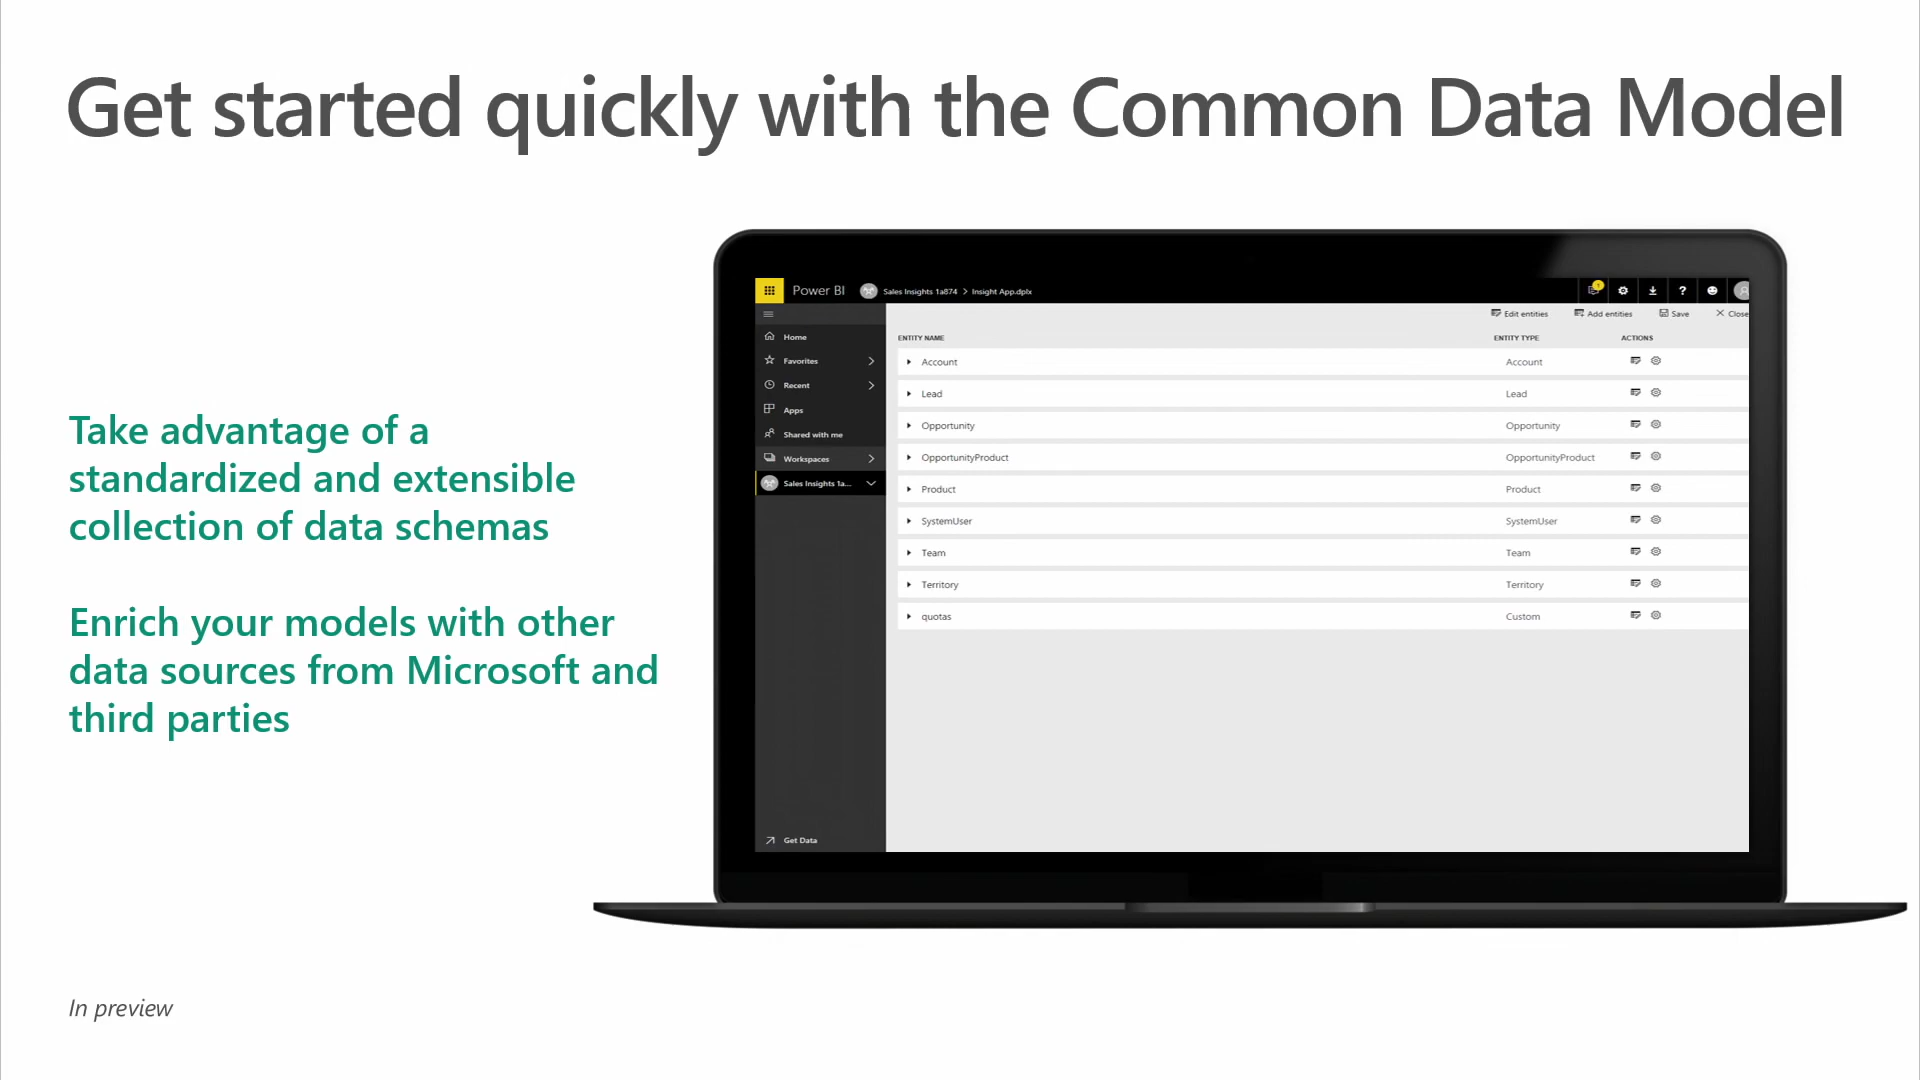 Get started quickly with the Common Data Model
Take advantage of a
standardized and extensible
collection of data schemas
Enrich your models with other
data sources from Microsoft and
third parties
In preview
Power BI Sales Insights 1a874 > Insight App.dplx
1
?
Edit entities Add entities Save Close
Home
Favorites
Recent
Apps
Shared with me
Workspaces
Sales Insights 1a...
Get Data
ENTITY NAME ENTITY TYPE ACTIONS
Account Account
Lead Lead
Opportunity Opportunity
OpportunityProduct OpportunityProduct
Product Product
SystemUser SystemUser
Team Team
Territory Territory
quotas Custom